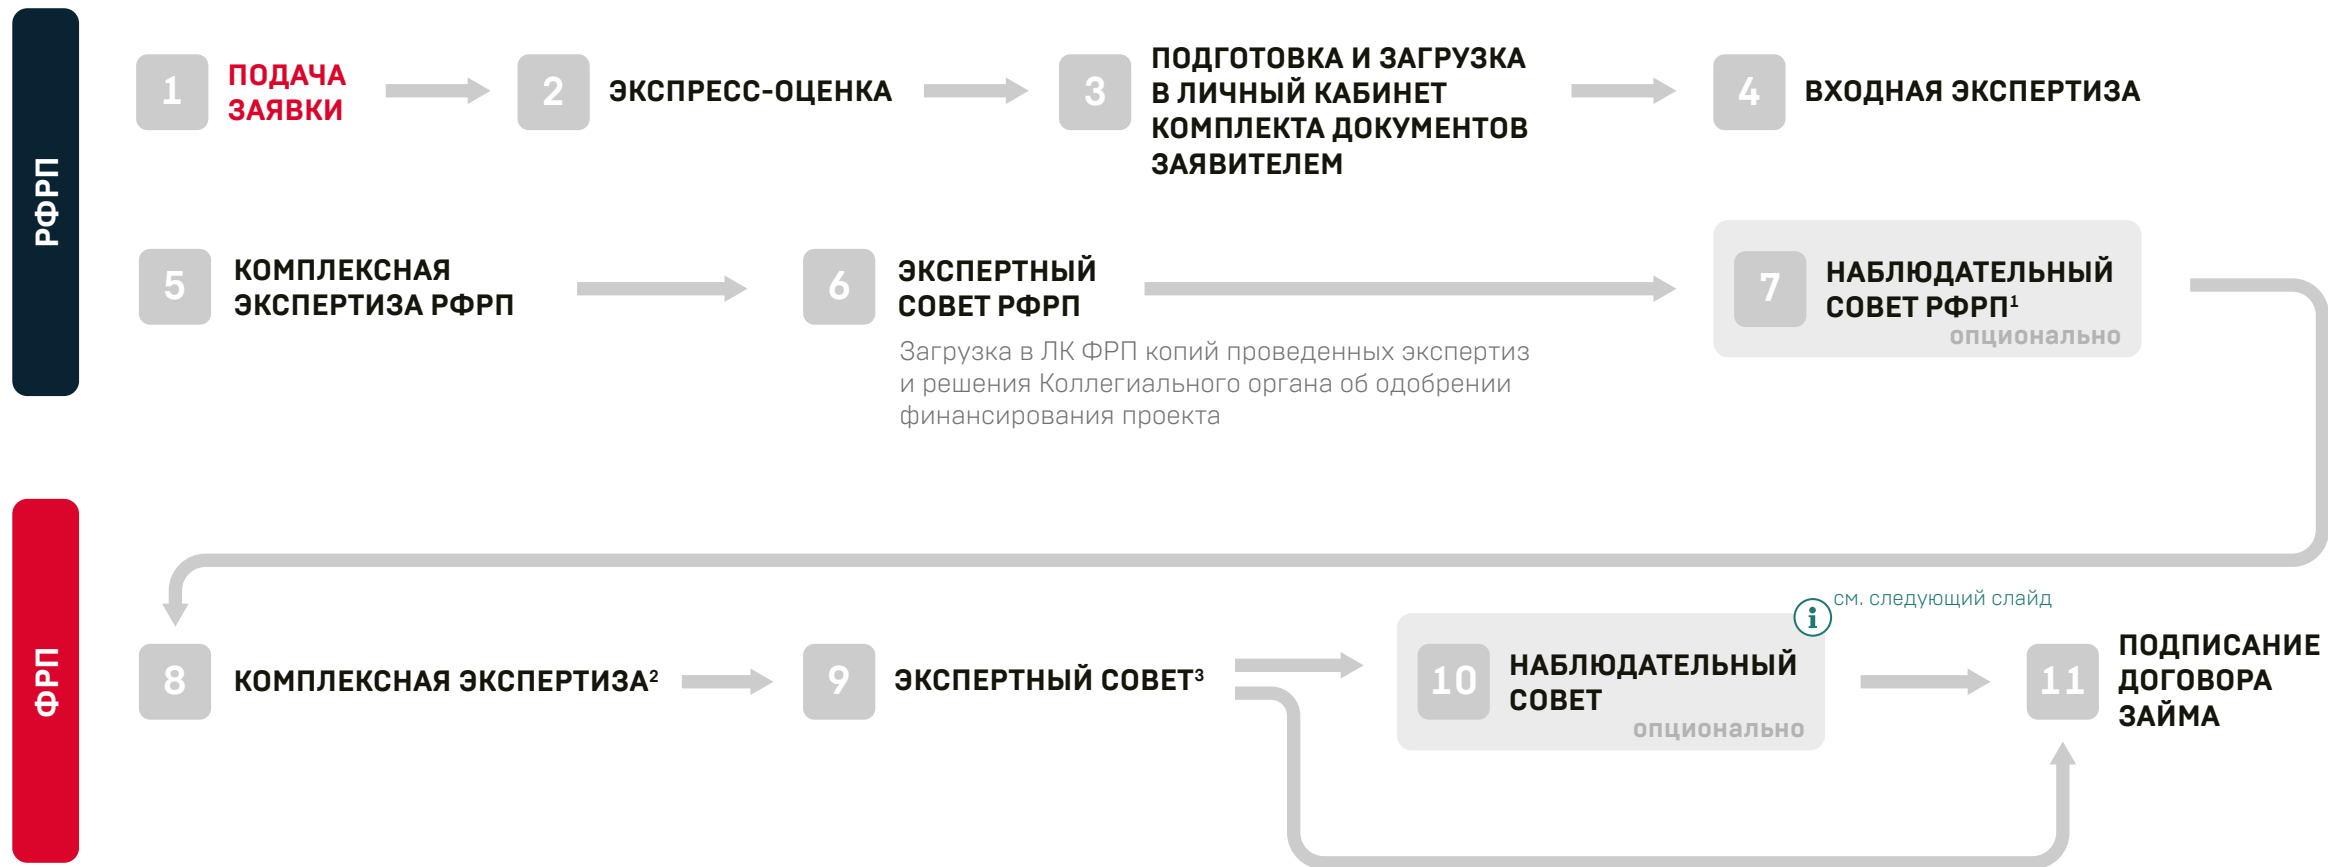 РФРП
1
ПОДАЧА
ЗАЯВКИ
2
ЭКСПРЕСС-ОЦЕНКА
3
ПОДГОТОВКА И ЗАГРУЗКА
В ЛИЧНЫЙ КАБИНЕТ
КОМПЛЕКТА ДОКУМЕНТОВ
ЗАЯВИТЕЛЕМ
4
ВХОДНАЯ ЭКСПЕРТИЗА
5
КОМПЛЕКСНАЯ
ЭКСПЕРТИЗА РФРП
6
ЭКСПЕРТНЫЙ
СОВЕТ РФРП
Загрузка в ЛК ФРП копий проведенных экспертиз
и решения Коллегиального органа об одобрении
финансирования проекта
7
НАБЛЮДАТЕЛЬНЫЙ
СОВЕТ РФРП¹
опционально
ФРП
8
КОМПЛЕКСНАЯ ЭКСПЕРТИЗА²
9
ЭКСПЕРТНЫЙ СОВЕТ³
i
см. следующий слайд
10
НАБЛЮДАТЕЛЬНЫЙ
СОВЕТ
опционально
11
ПОДПИСАНИЕ
ДОГОВОРА
ЗАЙМА